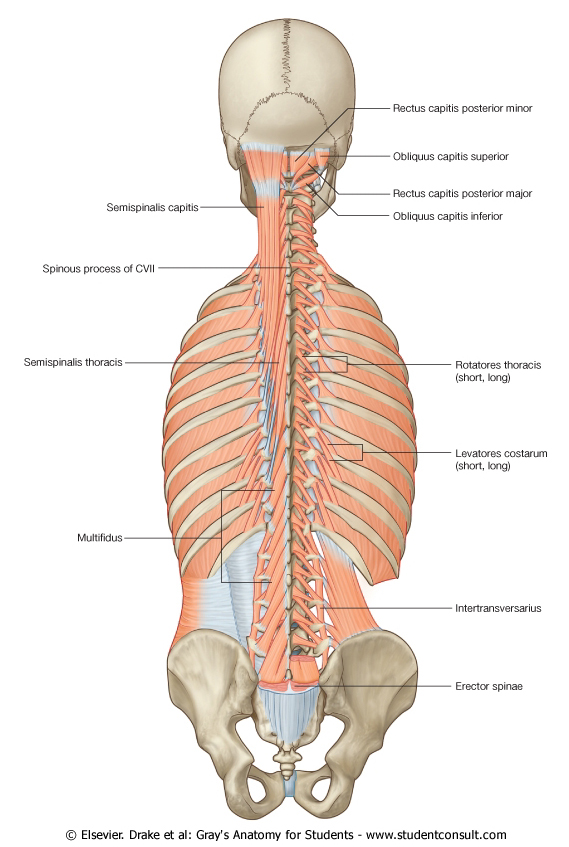 Rectus capitis posterior minor
Obliquus capitis superior
Rectus capitis posterior major
Semispinalis capitis
Obliquus capitis inferior
Spinous process of CVII
Semispinalis thoracis
Rotatores thoracis
(short, long)
Levatores costarum
(short, long)
Multifidus
Intertransversarius
Erector spinae
© Elsevier. Drake et al: Gray's Anatomy for Students - www.studentconsult.com